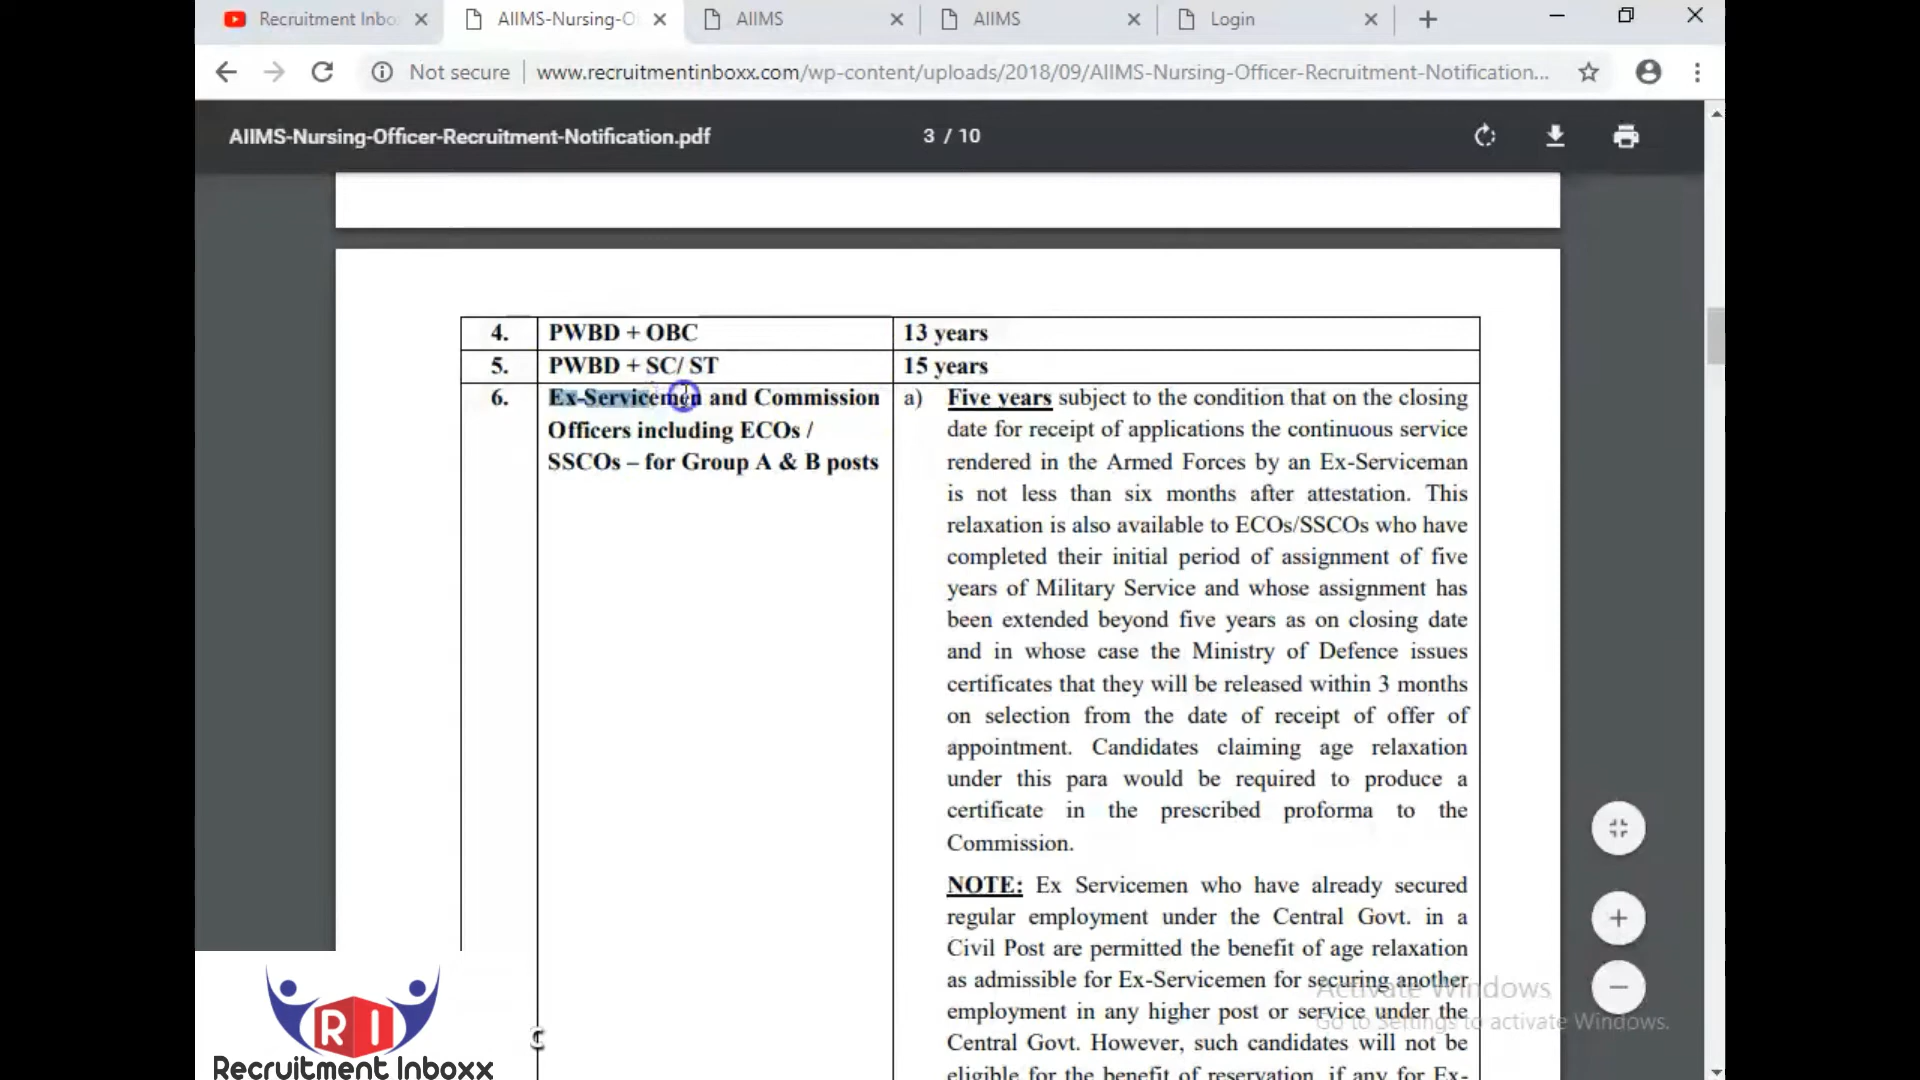 Recruitment Inbo
AIIMS-Nursing-O
AIIMS
AIIMS
Login
Not secure
www.recruitmentinboxx.com/wp-content/uploads/2018/09/AIIMS-Nursing-Officer-Recruitment-Notification...
AIIMS-Nursing-Officer-Recruitment-Notification.pdf
3 / 10
4. PWBD + OBC 13 years
5. PWBD + SC/ ST 15 years
6. Ex-Servicemen and Commission
Officers including ECOs /
SSCOs – for Group A & B posts
a) Five years subject to the condition that on the closing
date for receipt of applications the continuous service
rendered in the Armed Forces by an Ex-Serviceman
is not less than six months after attestation. This
relaxation is also available to ECOs/SSCOs who have
completed their initial period of assignment of five
years of Military Service and whose assignment has
been extended beyond five years as on closing date
and in whose case the Ministry of Defence issues
certificates that they will be released within 3 months
on selection from the date of receipt of offer of
appointment. Candidates claiming age relaxation
under this para would be required to produce a
certificate in the prescribed proforma to the
Commission.
NOTE: Ex Servicemen who have already secured
regular employment under the Central Govt. in a
Civil Post are permitted the benefit of age relaxation
as admissible for Ex-Servicemen for securing another
employment in any higher post or service under the
Central Govt. However, such candidates will not be
eligible for the benefit of reservation, if any for Ex-
Activate Windows
Go to Settings to activate Windows.
R I
Recruitment Inboxx